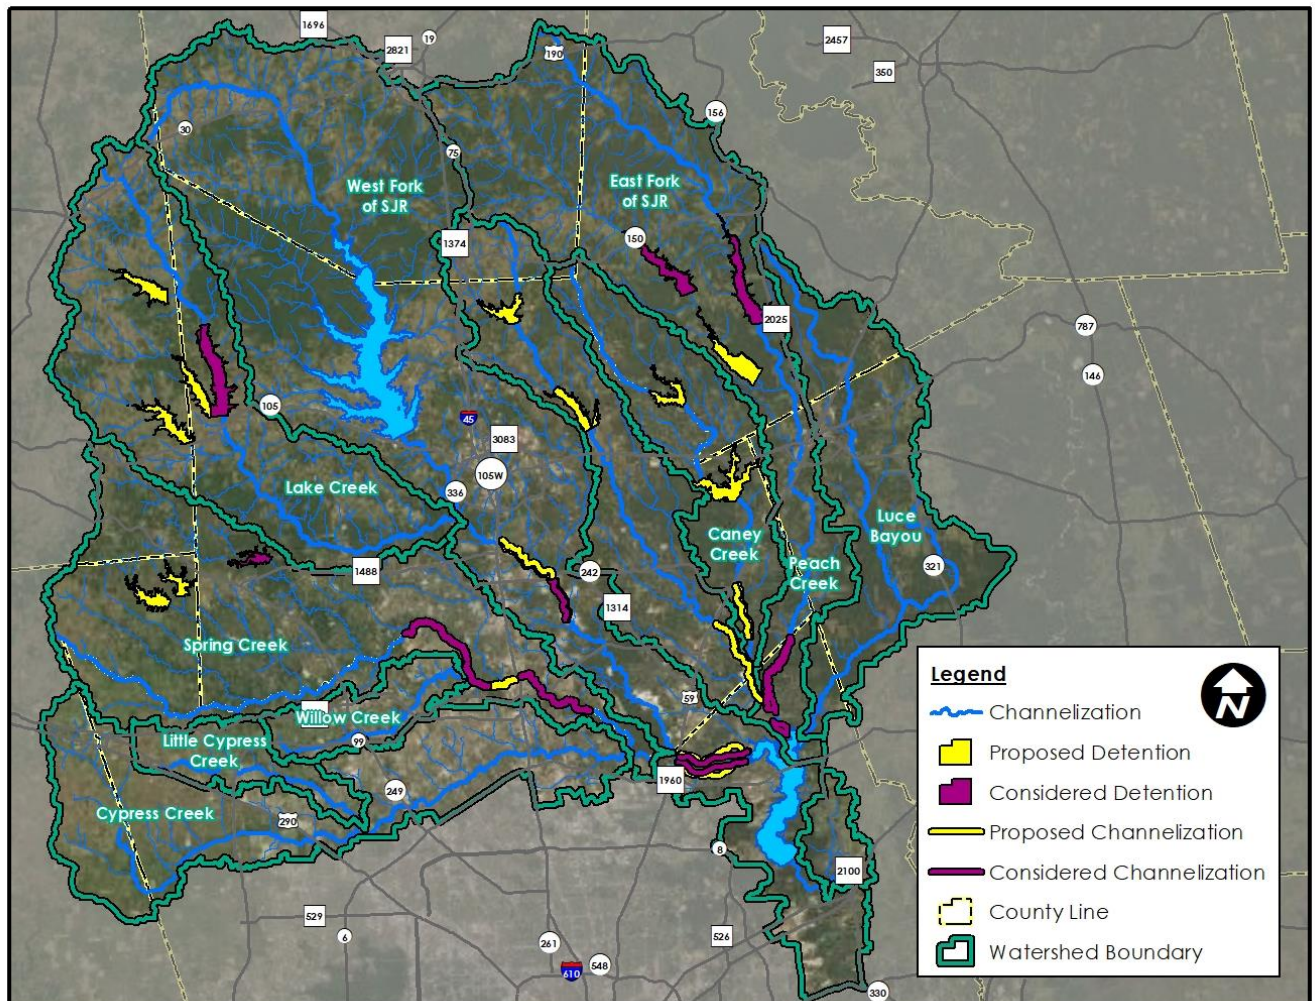 1696
2821
19
190
2457
350
156
30
75
West Fork
of SJR
East Fork
of SJR
150
1374
2025
787
146
105
45
3083
105W
336
Lake Creek
Caney
Creek
Luce
Bayou
Peach
Creek
321
1488
242
1314
Spring Creek
59
Willow Creek
99
Little Cypress
Creek
249
1960
Cypress Creek
290
8
2100
529
6
261
548
610
526
330
Legend
N
Channelization
Proposed Detention
Considered Detention
Proposed Channelization
Considered Channelization
County Line
Watershed Boundary